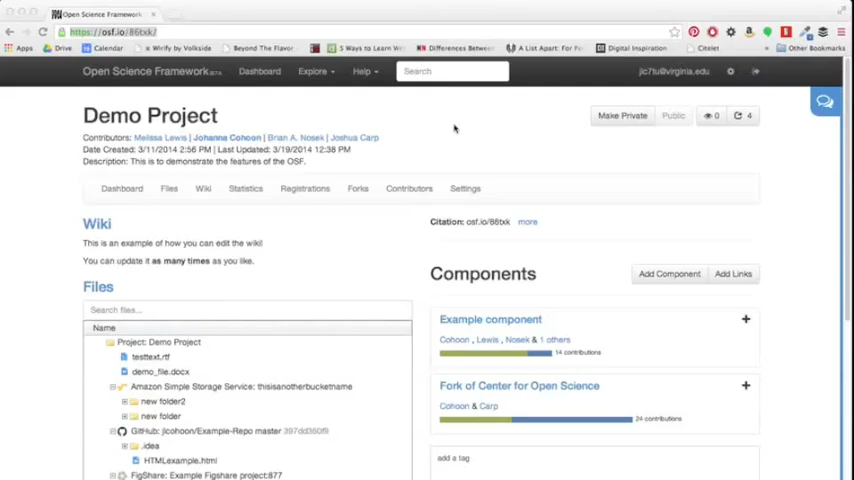 Open Science Framework
https://osf.io/86txk/
Apps Drive Calendar x Wirify by Volkside Beyond The Flavor 5 Ways to Learn Differences Between A List Apart: For Digital Inspiration Citelet Other Bookmarks
Open Science Framework BETA Dashboard Explore Help Search jlc7tu@virginia.edu
Demo Project
Make Private Public 0 4
Contributors: Melissa Lewis | Johanna Cohoon | Brian A. Nosek | Joshua Carp
Date Created: 3/11/2014 2:56 PM | Last Updated: 3/19/2014 12:38 PM
Description: This is to demonstrate the features of the OSF.
Dashboard Files Wiki Statistics Registrations Forks Contributors Settings
Wiki
This is an example of how you can edit the wiki!
You can update it as many times as you like.
Files
Search files...
Name
Project: Demo Project
testtext.rtf
demo_file.docx
Amazon Simple Storage Service: thisisanotherbucketname
new folder2
new folder
GitHub: jlcohoon/Example-Repo master 397dd350f9
.idea
HTMLexample.html
FigShare: Example Figshare project:877
Citation: osf.io/86txk more
Components
Add Component Add Links
Example component
Cohoon , Lewis , Nosek & 1 others
14 contributions
Fork of Center for Open Science
Cohoon & Carp
24 contributions
add a tag